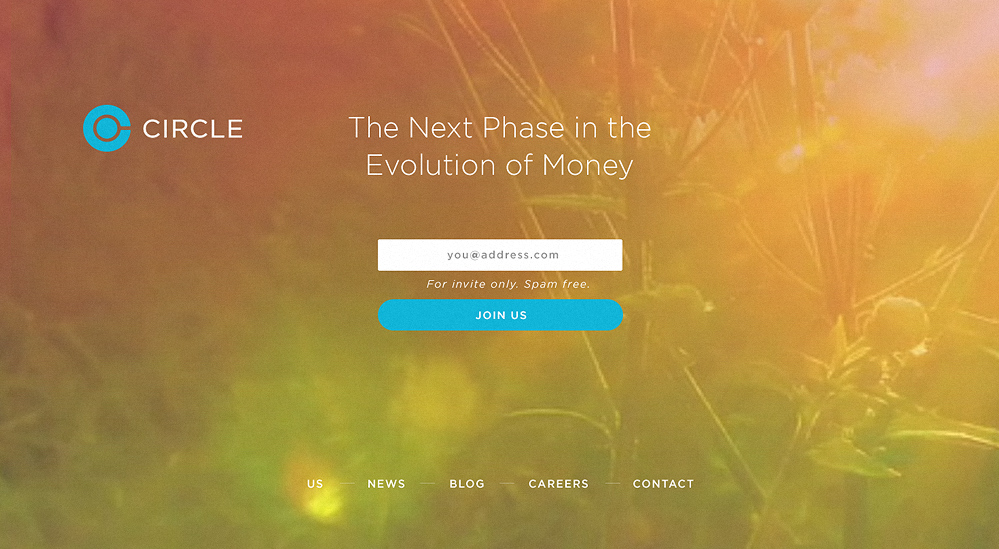 CIRCLE
The Next Phase in the
Evolution of Money
you@address.com
For invite only. Spam free.
JOIN US
US
NEWS
BLOG
CAREERS
CONTACT